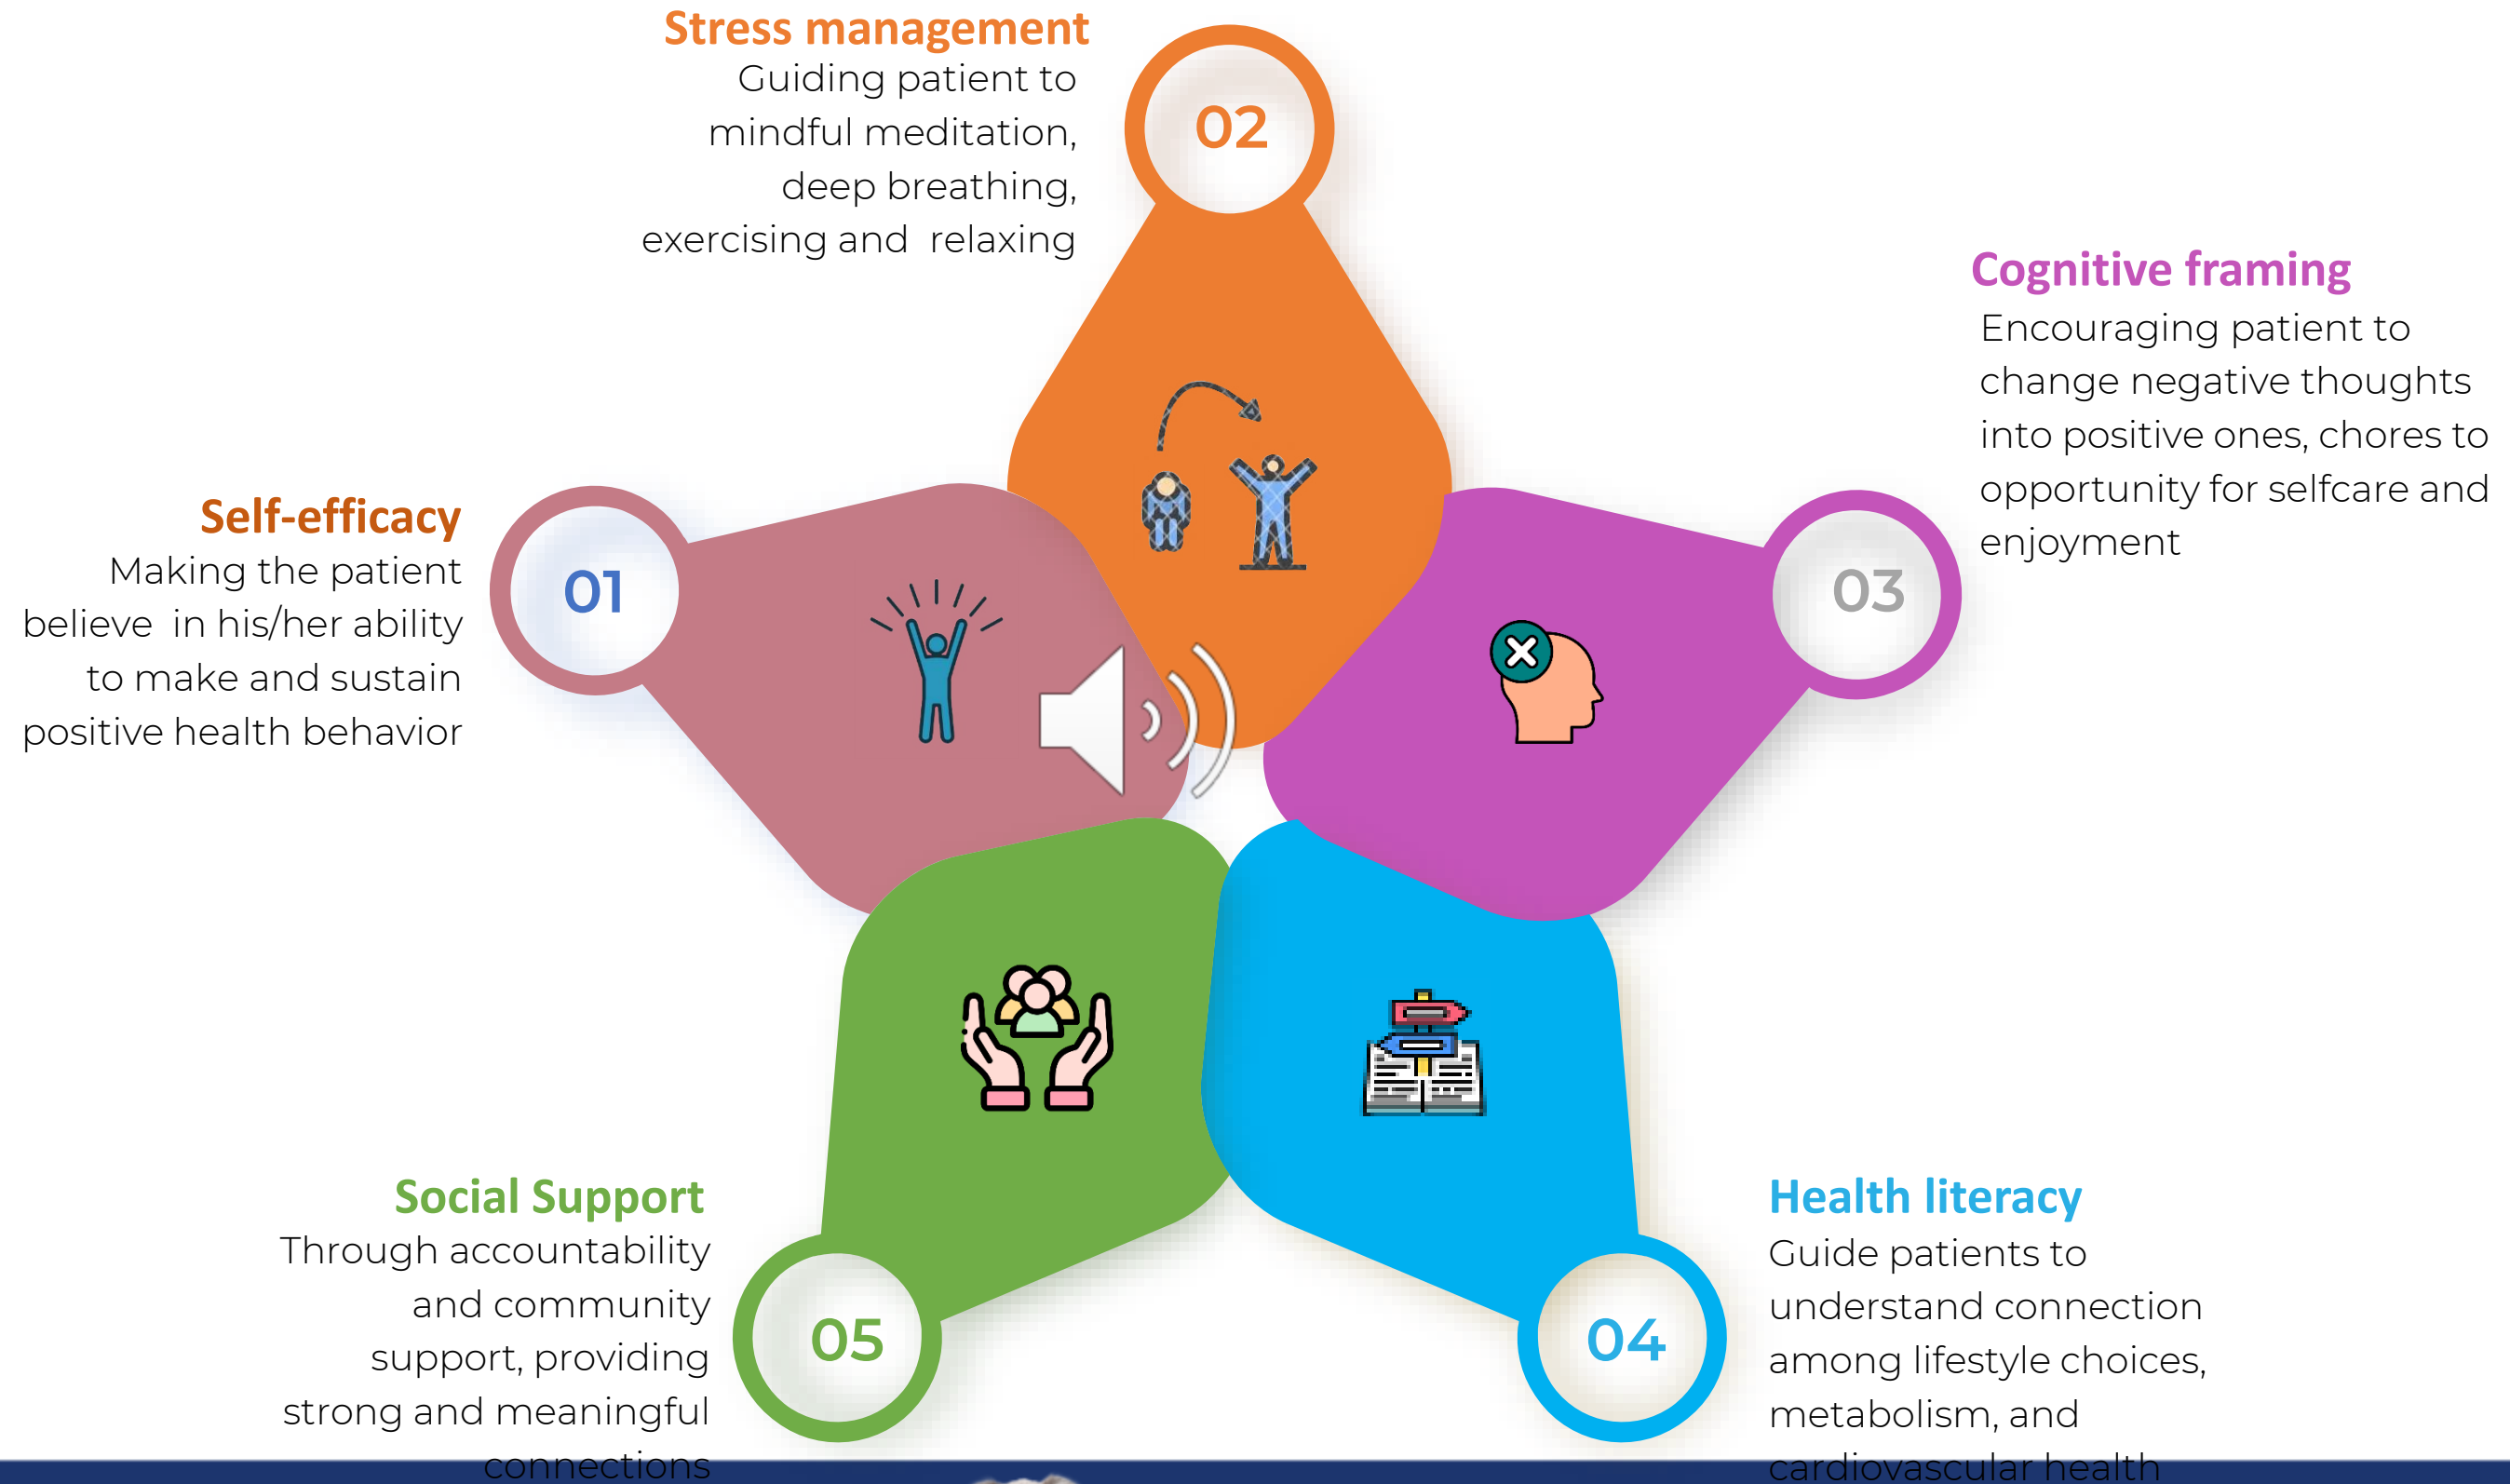 Self-efficacy
Making the patient
believe  in his/her ability
to make and sustain
positive health behavior
01
Stress management
Guiding patient to
mindful meditation,
deep breathing,
exercising and  relaxing
02
Cognitive framing
Encouraging patient to
change negative thoughts
into positive ones, chores to
opportunity for selfcare and
enjoyment
03
Health literacy
Guide patients to
understand connection
among lifestyle choices,
metabolism, and
cardiovascular health
04
Social Support
Through accountability
and community
support, providing
strong and meaningful
connections
05